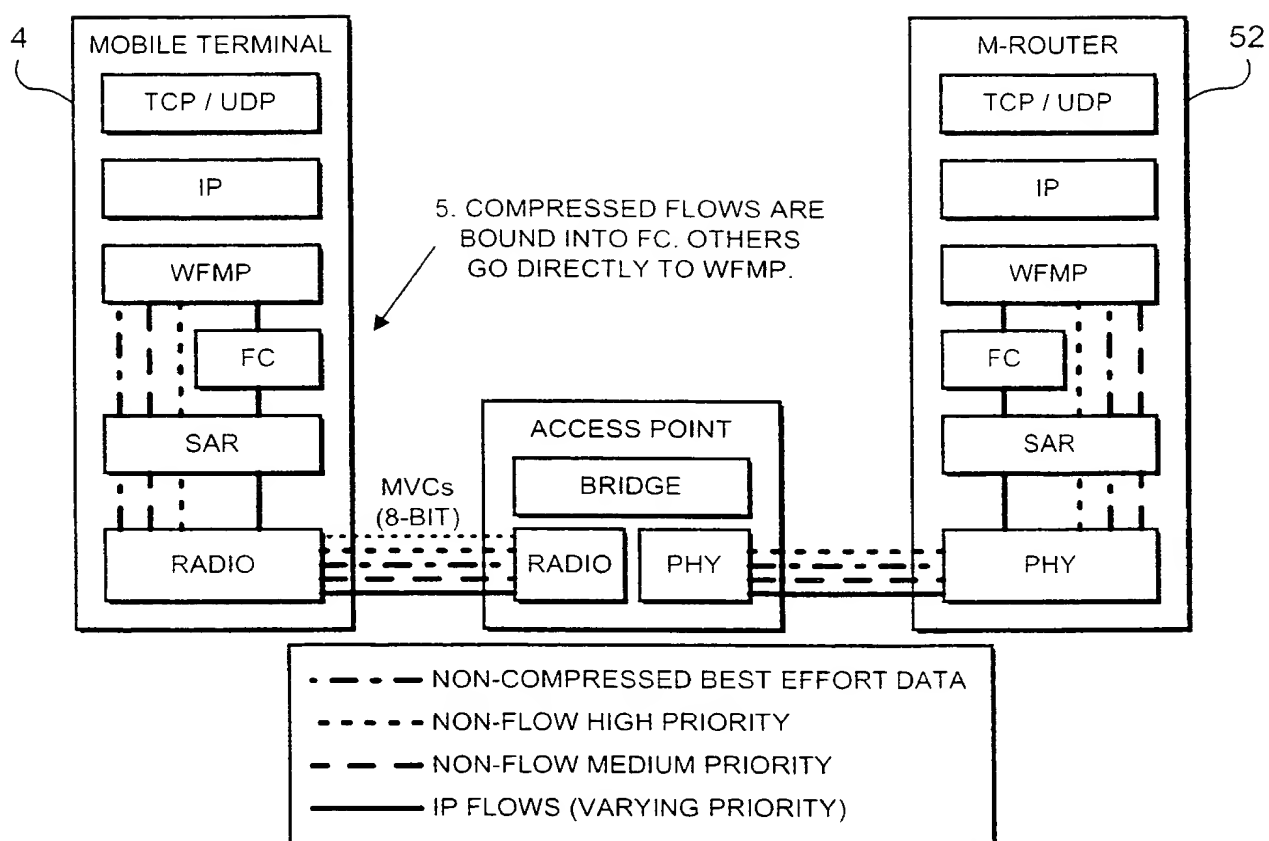 4
MOBILE TERMINAL
TCP / UDP
IP
WFMP
FC
SAR
RADIO
5. COMPRESSED FLOWS ARE
BOUND INTO FC. OTHERS
GO DIRECTLY TO WFMP.
MVCs
(8-BIT)
ACCESS POINT
BRIDGE
RADIO
PHY
M-ROUTER
52
TCP / UDP
IP
WFMP
FC
SAR
PHY
NON-COMPRESSED BEST EFFORT DATA
NON-FLOW HIGH PRIORITY
NON-FLOW MEDIUM PRIORITY
IP FLOWS (VARYING PRIORITY)